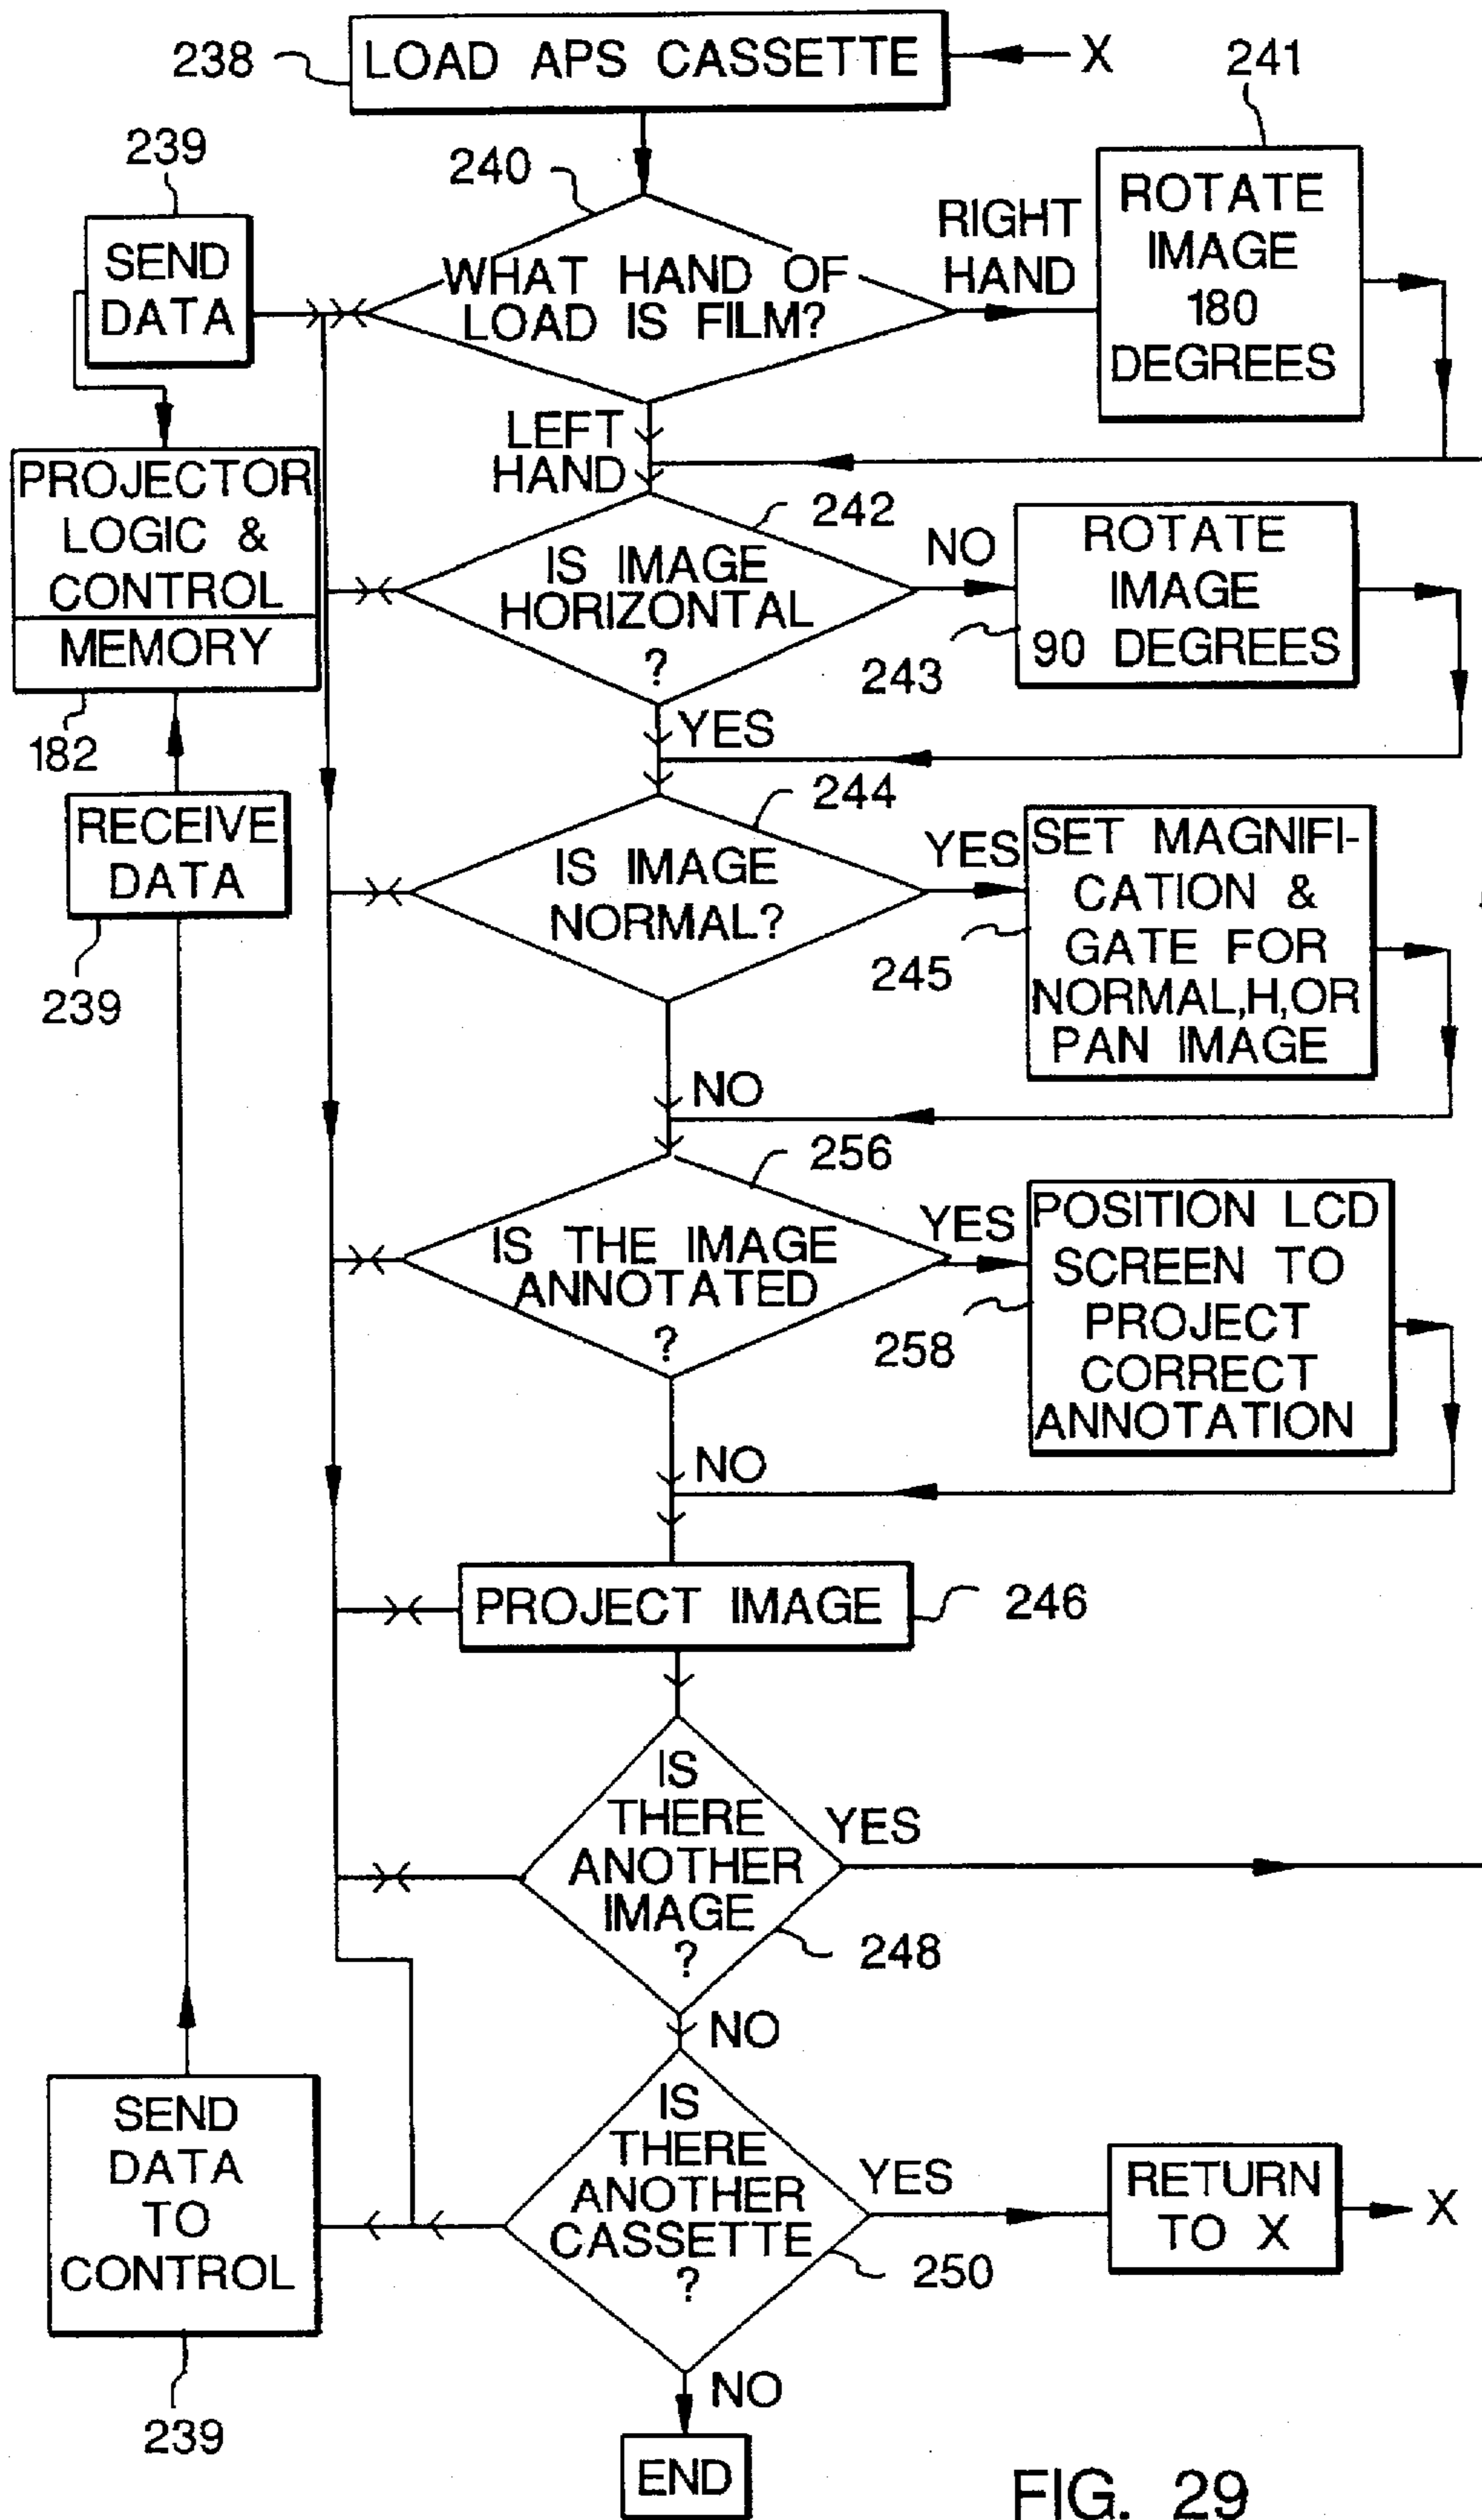 238
LOAD APS CASSETTE
X
241
239
240
SEND
DATA
WHAT HAND OF
LOAD IS FILM?
RIGHT
HAND
ROTATE
IMAGE
180
DEGREES
LEFT
HAND
PROJECTOR
LOGIC &
CONTROL
MEMORY
182
242
IS IMAGE
HORIZONTAL
?
NO
ROTATE
IMAGE
90 DEGREES
243
YES
RECEIVE
DATA
239
244
IS IMAGE
NORMAL?
YES
SET MAGNIFI-
CATION &
GATE FOR
NORMAL,H,OR
PAN IMAGE
245
NO
256
IS THE IMAGE
ANNOTATED
?
YES
POSITION LCD
SCREEN TO
PROJECT
CORRECT
ANNOTATION
258
NO
PROJECT IMAGE
246
IS
THERE
ANOTHER
IMAGE
?
YES
248
NO
SEND
DATA
TO
CONTROL
239
IS
THERE
ANOTHER
CASSETTE
?
YES
250
RETURN
TO X
X
NO
END
FIG. 29